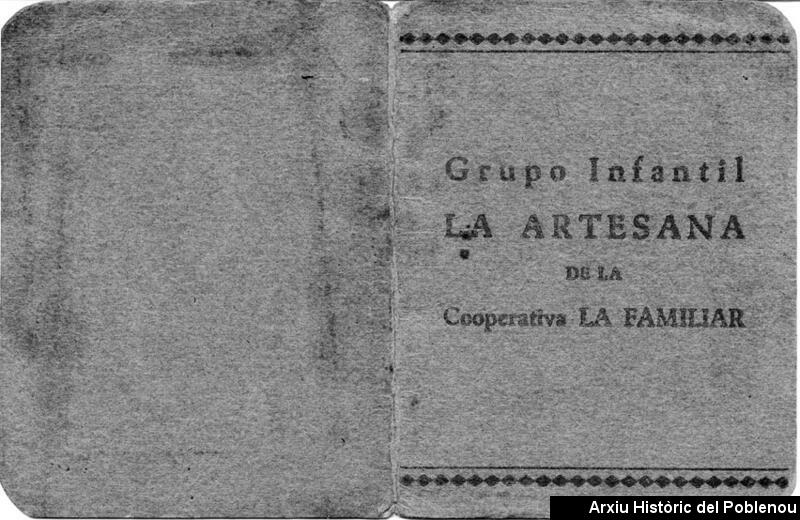 Grupo Infantil
LA ARTESANA
DE LA
Cooperativa LA FAMILIAR
Arxiu Històric del Poblenou